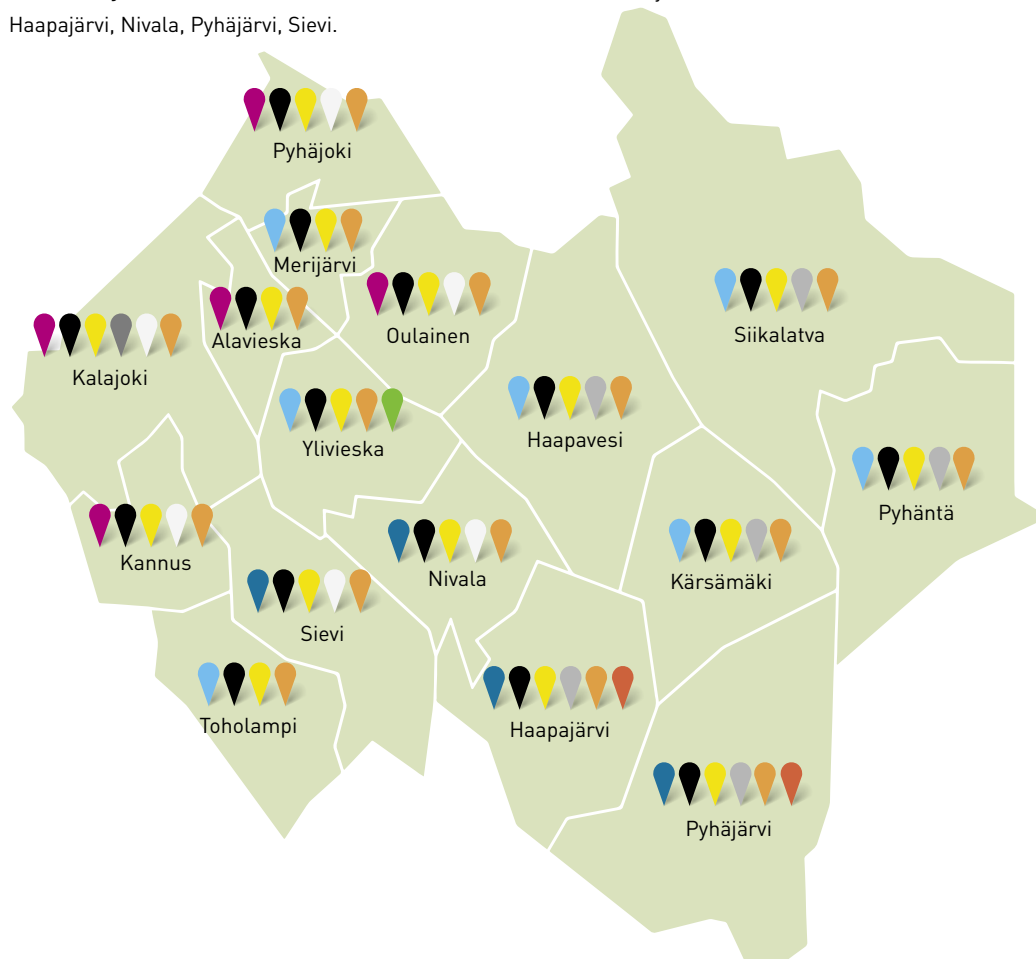 Haapajärvi, Nivala, Pyhäjärvi, Sievi.
Pyhäjoki
Merijärvi
Alavieska
Oulainen
Siikalatva
Kalajoki
Ylivieska
Haapavesi
Pyhäntä
Kannus
Nivala
Kärsämäki
Sievi
Toholampi
Haapajärvi
Pyhäjärvi